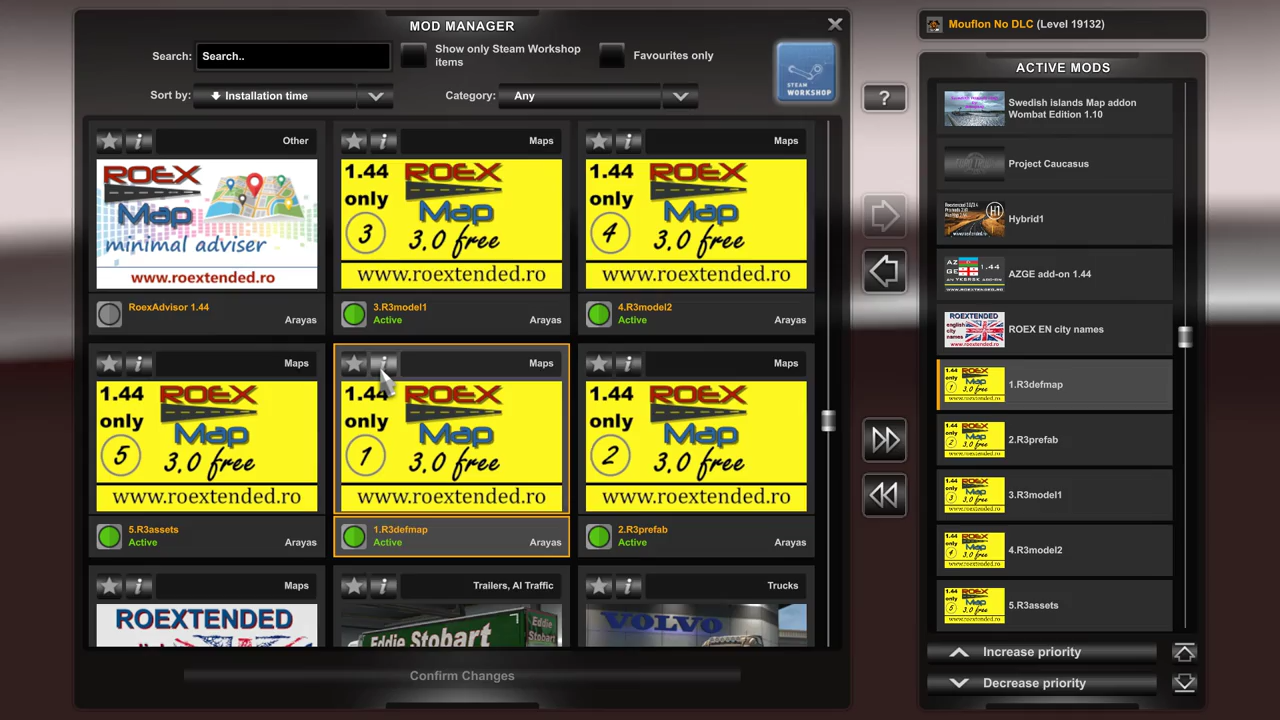 MOD MANAGER
Search:
Search..
Show only Steam Workshop
items
Favourites only
STEAM
WORKSHOP
Sort by:
Installation time
Category:
Any
Other
ROEX
Map
minimal adviser
www.roextended.ro
RoexAdvisor 1.44
Arayas
Maps
1.44
only
3
ROEX
Map
3.0 free
www.roextended.ro
3.R3model1
Active
Arayas
Maps
1.44
only
4
ROEX
Map
3.0 free
www.roextended.ro
4.R3model2
Active
Arayas
Maps
1.44
only
5
ROEX
Map
3.0 free
www.roextended.ro
5.R3assets
Active
Arayas
Maps
1.44
only
1
ROEX
Map
3.0 free
www.roextended.ro
1.R3defmap
Active
Arayas
Maps
1.44
only
2
ROEX
Map
3.0 free
www.roextended.ro
2.R3prefab
Active
Arayas
Maps
ROEXTENDED
Trailers, AI Traffic
Eddie Stobart
Trucks
VOLVO
Confirm Changes
?
Mouflon No DLC (Level 19132)
ACTIVE MODS
Swedish islands Map addon
Wombat Edition 1.10
Project Caucasus
Hybrid1
AZGE add-on 1.44
ROEX EN city names
1.R3defmap
2.R3prefab
3.R3model1
4.R3model2
5.R3assets
Increase priority
Decrease priority